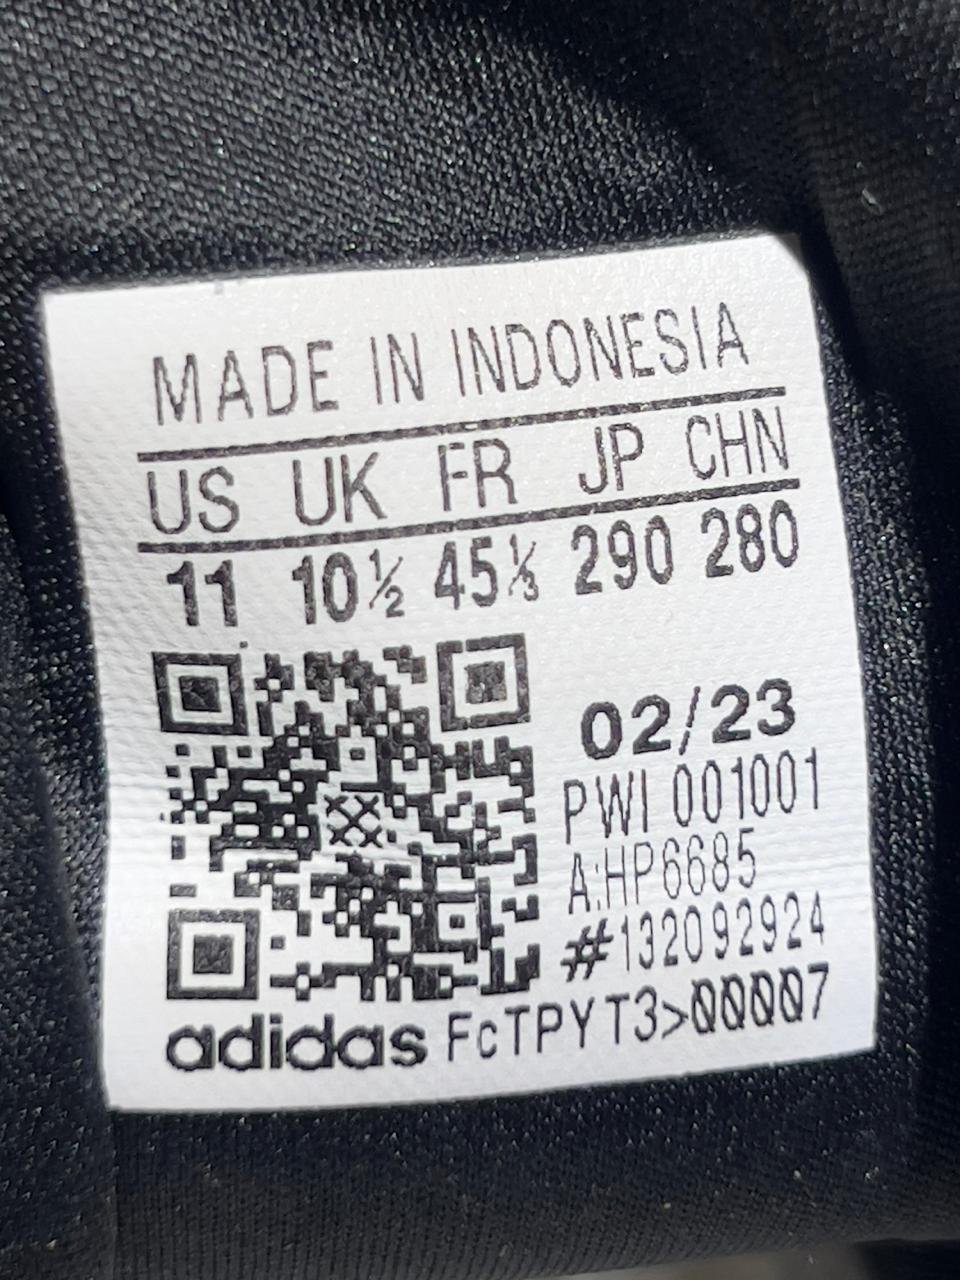 MADE IN INDONESIA
US UK FR JP CHN
11 10½ 45⅓ 290 280
02/23
PWI 001001
A:HP6685
#132092924
adidas FcTPYT3>00007